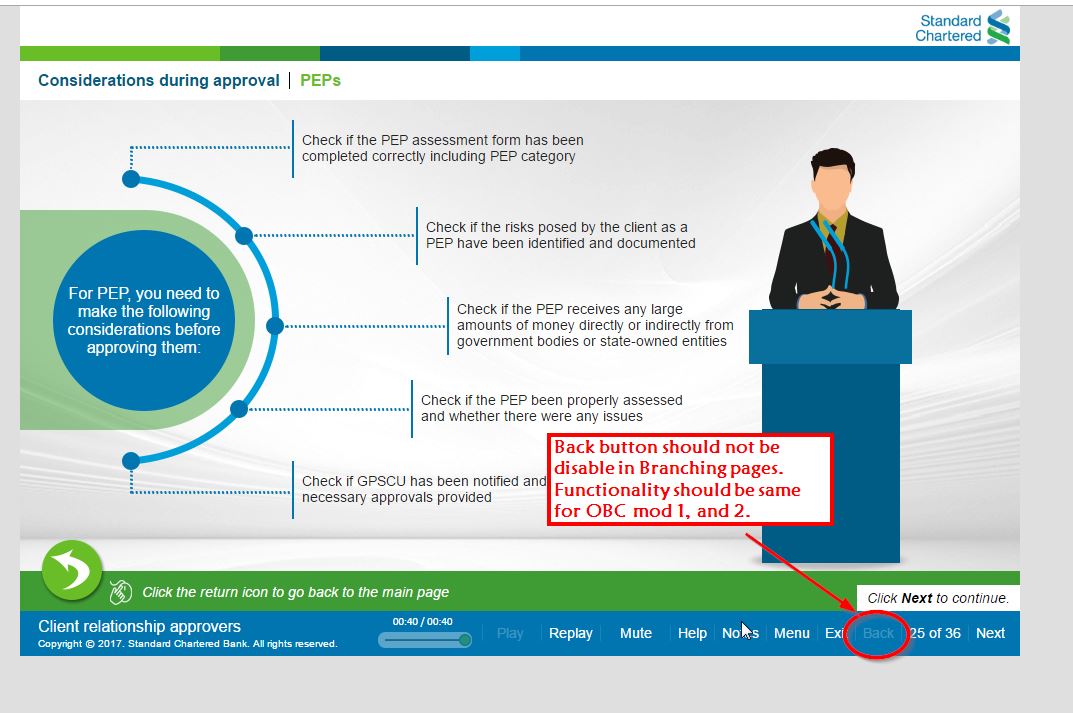 Standard
Chartered
Considerations during approval | PEPs
Check if the PEP assessment form has been
completed correctly including PEP category
Check if the risks posed by the client as a
PEP have been identified and documented
For PEP, you need to
make the following
considerations before
approving them:
Check if the PEP receives any large
amounts of money directly or indirectly from
government bodies or state-owned entities
Check if the PEP been properly assessed
and whether there were any issues
Back button should not be
disable in Branching pages.
Functionality should be same
for OBC mod 1, and 2.
Check if GPSCU has been notified and
necessary approvals provided
Click the return icon to go back to the main page
Click Next to continue.
Client relationship approvers
Copyright © 2017. Standard Chartered Bank. All rights reserved.
00:40 / 00:40
Play Replay Mute Help Notes Menu Exit Back 25 of 36 Next